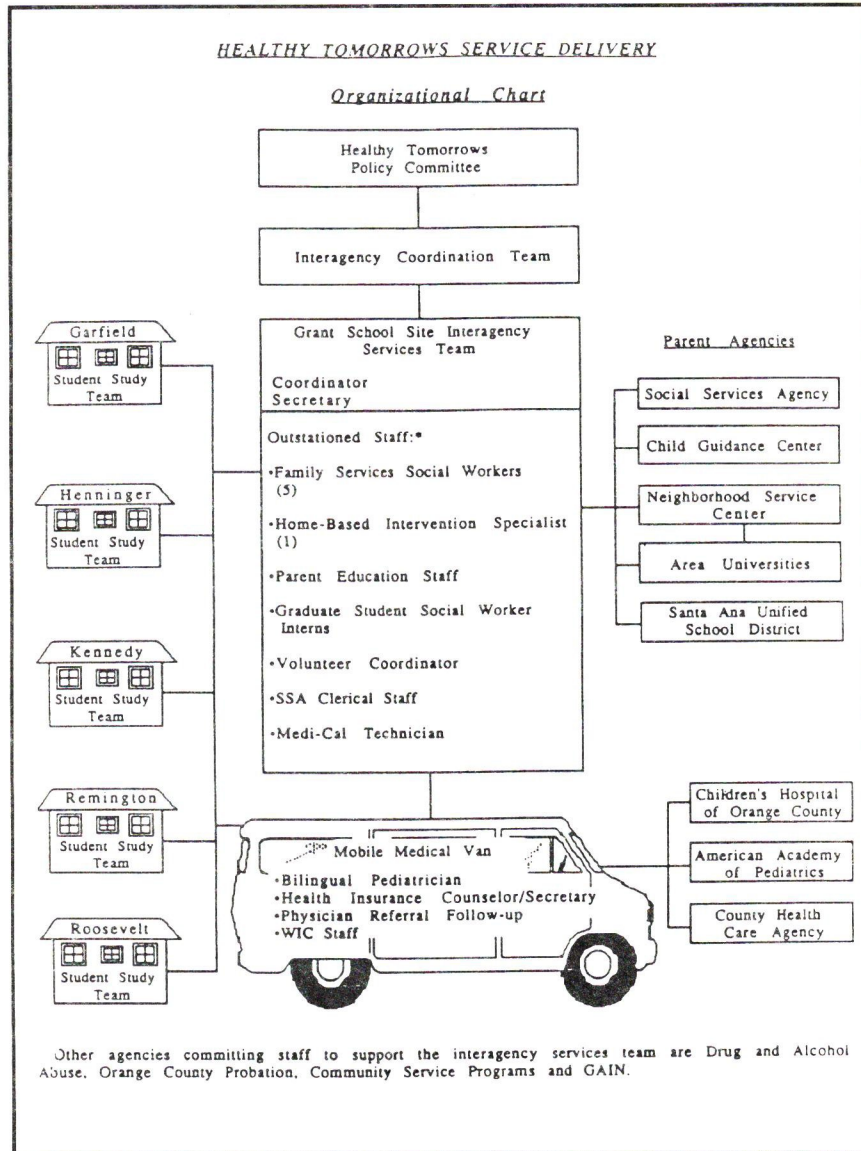 HEALTHY TOMORROWS SERVICE DELIVERY
Organizational Chart
Healthy Tomorrows
Policy Committee
Interagency Coordination Team
Grant School Site Interagency
Services Team
Coordinator
Secretary
Outstationed Staff:*
•Family Services Social Workers
(5)
•Home-Based Intervention Specialist
(1)
•Parent Education Staff
•Graduate Student Social Worker
Interns
•Volunteer Coordinator
•SSA Clerical Staff
•Medi-Cal Technician
Garfield
Student Study
Team
Henninger
Student Study
Team
Kennedy
Student Study
Team
Remington
Student Study
Team
Roosevelt
Student Study
Team
Parent Agencies
Social Services Agency
Child Guidance Center
Neighborhood Service
Center
Area Universities
Santa Ana Unified
School District
Mobile Medical Van
•Bilingual Pediatrician
•Health Insurance Counselor/Secretary
•Physician Referral Follow-up
•WIC Staff
Children's Hospital
of Orange County
American Academy
of Pediatrics
County Health
Care Agency
Other agencies committing staff to support the interagency services team are Drug and Alcohol
Abuse, Orange County Probation, Community Service Programs and GAIN.